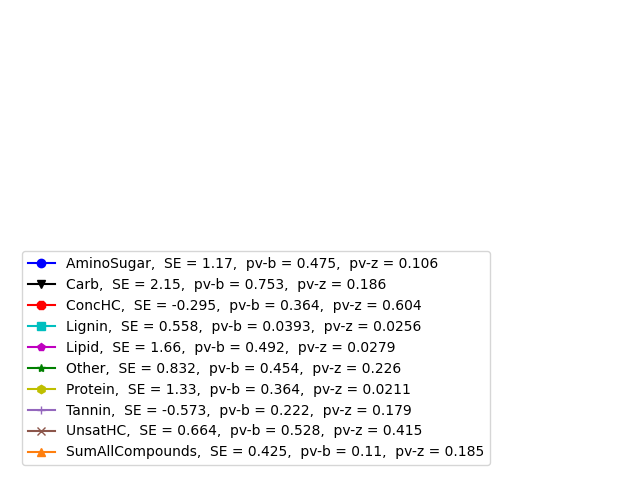 AminoSugar,  SE = 1.17,  pv-b = 0.475,  pv-z = 0.106
Carb,  SE = 2.15,  pv-b = 0.753,  pv-z = 0.186
ConcHC,  SE = -0.295,  pv-b = 0.364,  pv-z = 0.604
Lignin,  SE = 0.558,  pv-b = 0.0393,  pv-z = 0.0256
Lipid,  SE = 1.66,  pv-b = 0.492,  pv-z = 0.0279
Other,  SE = 0.832,  pv-b = 0.454,  pv-z = 0.226
Protein,  SE = 1.33,  pv-b = 0.364,  pv-z = 0.0211
Tannin,  SE = -0.573,  pv-b = 0.222,  pv-z = 0.179
UnsatHC,  SE = 0.664,  pv-b = 0.528,  pv-z = 0.415
SumAllCompounds,  SE = 0.425,  pv-b = 0.11,  pv-z = 0.185